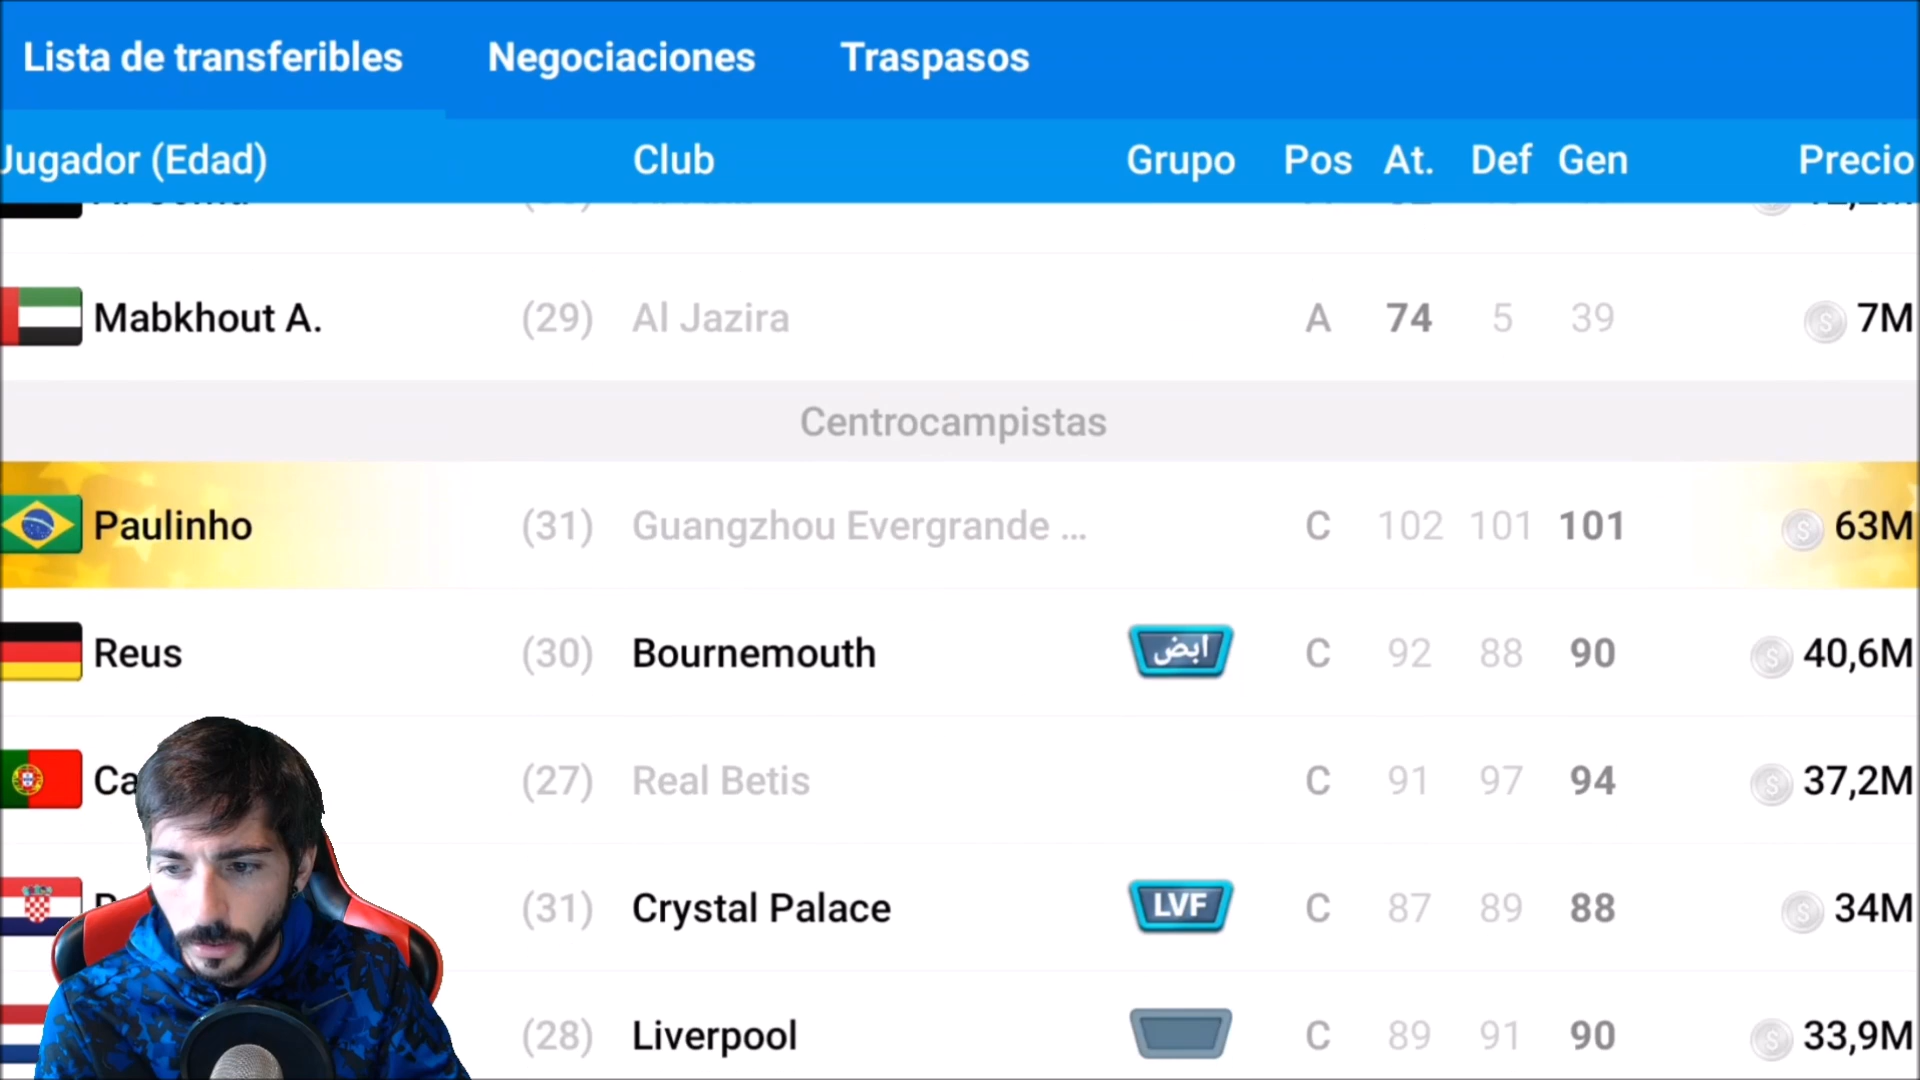 Lista de transferibles Negociaciones Traspasos
Jugador (Edad) Club Grupo Pos At. Def Gen Precio
Mabkhout A. (29) Al Jazira A 74 5 39 7M
Centrocampistas
Paulinho (31) Guangzhou Evergrande ... C 102 101 101 63M
Reus (30) Bournemouth ابض C 92 88 90 40,6M
Ca (27) Real Betis C 91 97 94 37,2M
(31) Crystal Palace LVF C 87 89 88 34M
(28) Liverpool C 89 91 90 33,9M